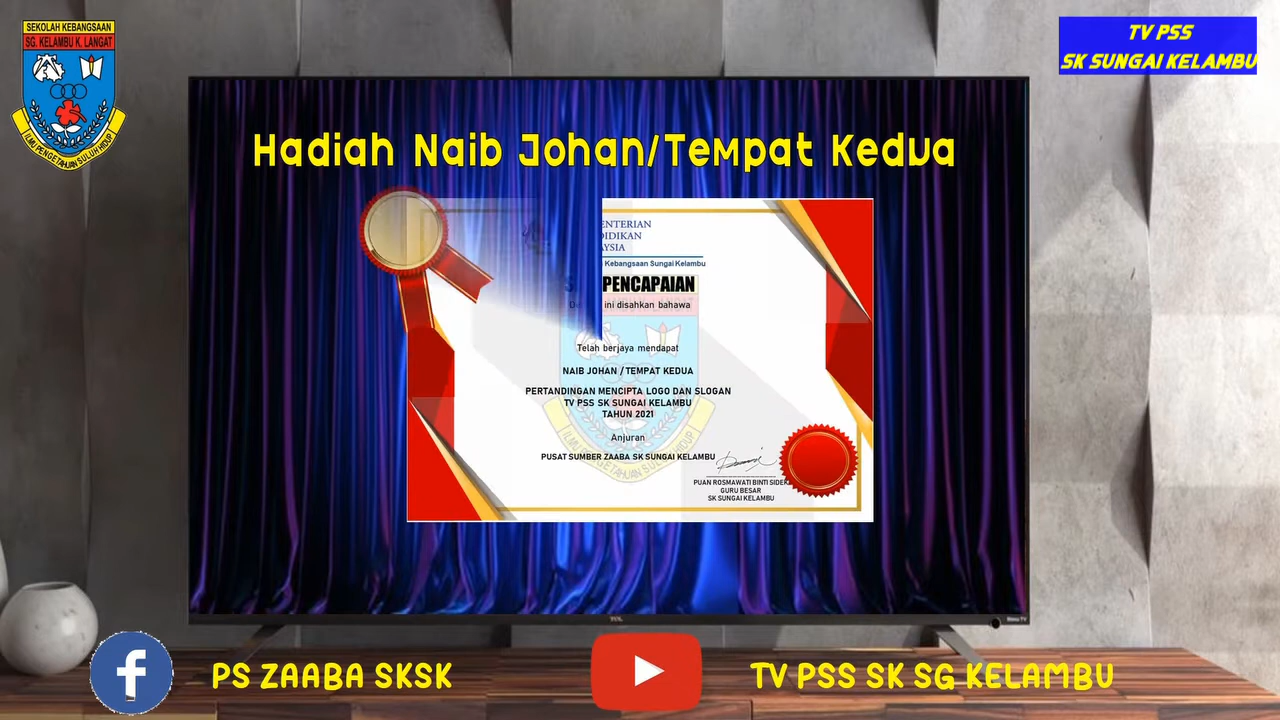 SEKOLAH KEBANGSAAN
SG. KELAMBU K. LANGAT
ILMU PENGETAHUAN SULUH HIDUP
TV PSS
SK SUNGAI KELAMBU
Hadiah Naib Johan/Tempat Kedua
ENTERIAN
DIDIKAN
AYSIA
Kebangsaan Sungai Kelambu
PENCAPAIAN
ini disahkan bahawa
Telah berjaya mendapat
NAIB JOHAN / TEMPAT KEDUA
PERTANDINGAN MENCIPTA LOGO DAN SLOGAN
TV PSS SK SUNGAI KELAMBU
TAHUN 2021
Anjuran
PUSAT SUMBER ZAABA SK SUNGAI KELAMBU
PUAN ROSMAWATI BINTI SIDEK
GURU BESAR
SK SUNGAI KELAMBU
TCL
Roku TV
PS ZAABA SKSK
TV PSS SK SG KELAMBU